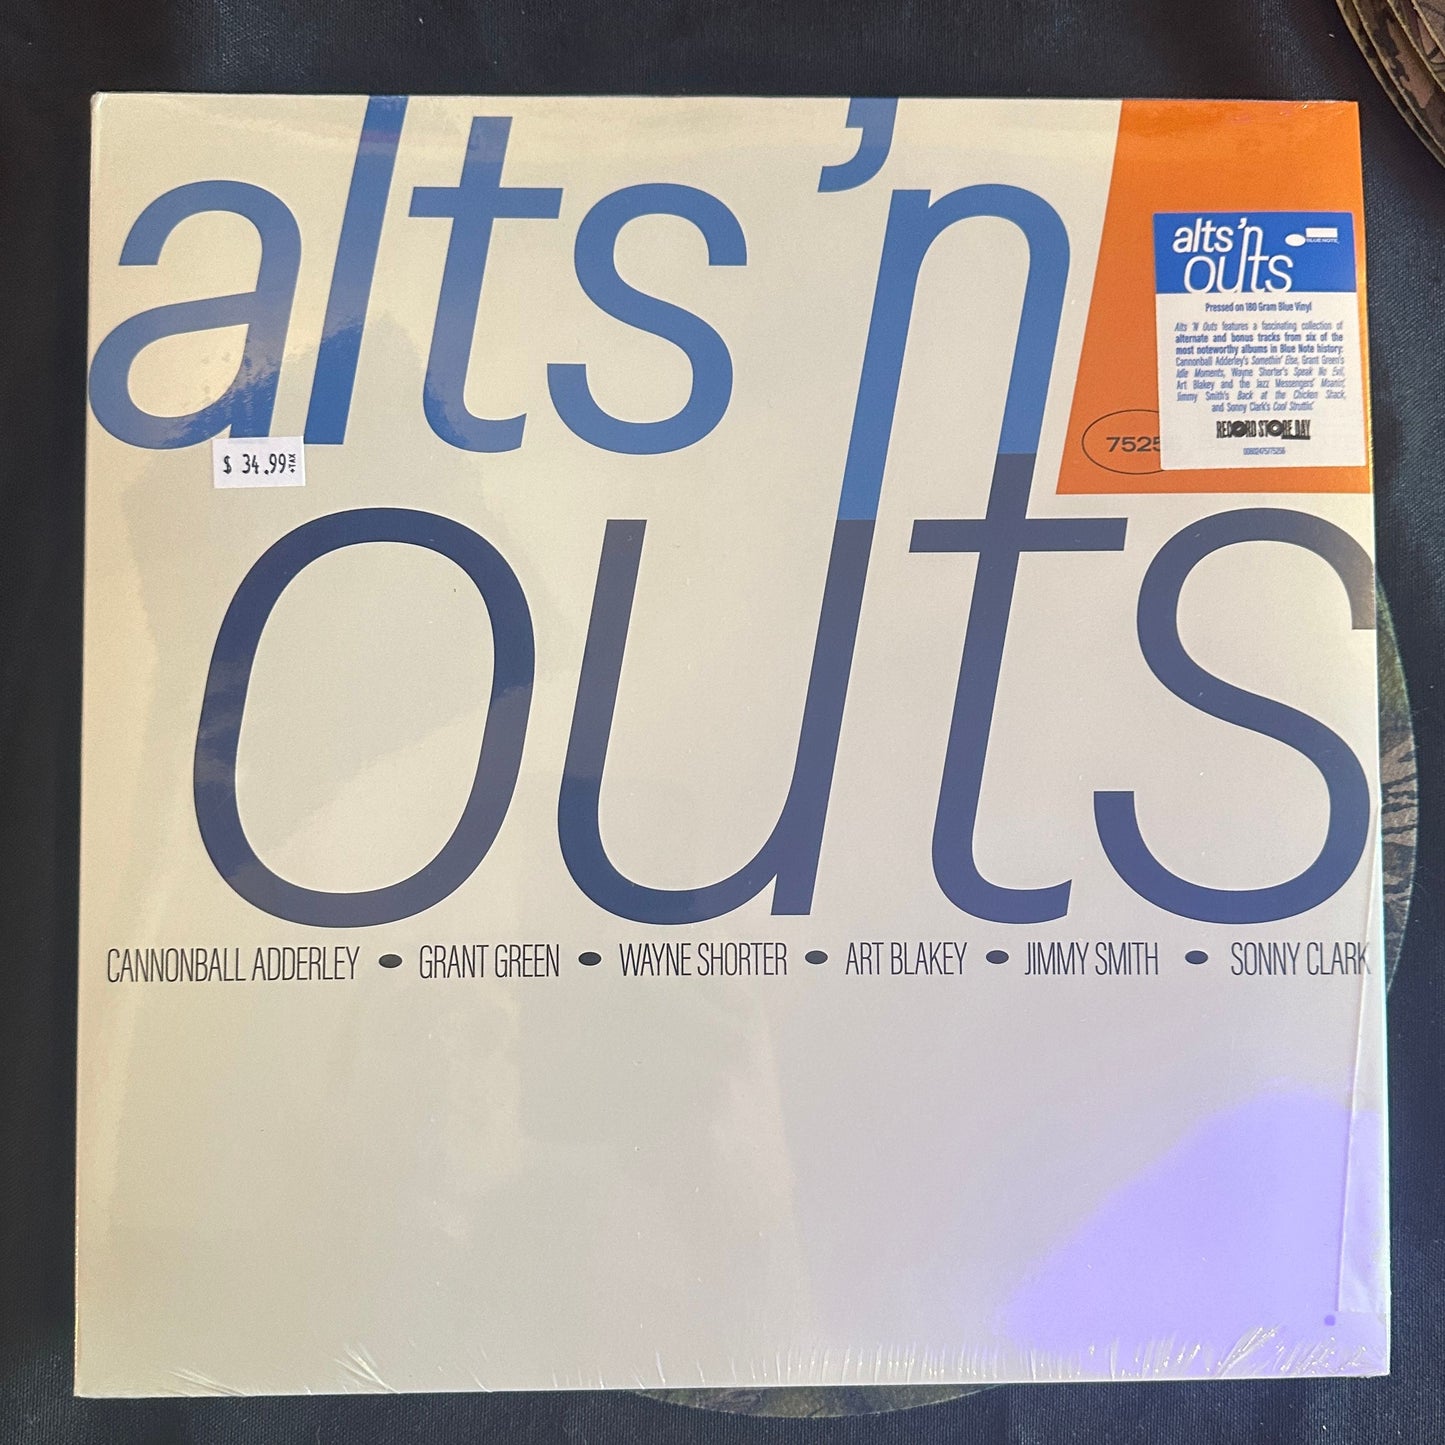 alts 'n
outs
$ 34.99 +TAX
7525
alts 'n
outs
BLUE NOTE
Pressed on 180 Gram Blue Vinyl
Alts 'N Outs features a fascinating collection of
alternate and bonus tracks from six of the
most noteworthy albums in Blue Note history:
Cannonball Adderley's Somethin' Else, Grant Green's
Idle Moments, Wayne Shorter's Speak No Evil,
Art Blakey and the Jazz Messengers' Moanin',
Jimmy Smith's Back at the Chicken Shack,
and Sonny Clark's Cool Struttin'
RECORD STORE DAY
CANNONBALL ADDERLEY • GRANT GREEN • WAYNE SHORTER • ART BLAKEY • JIMMY SMITH • SONNY CLARK